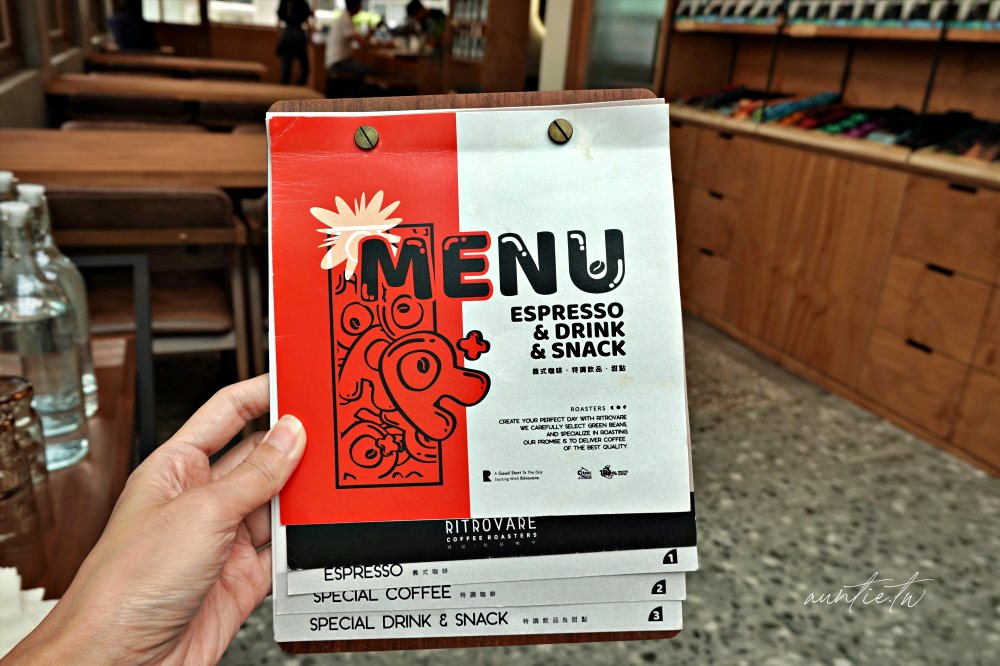 MENU
ESPRESSO
& DRINK
& SNACK
義式咖啡·特調飲品·甜點
ROASTERS
CREATE YOUR PERFECT DAY WITH RITROVARE
WE CAREFULLY SELECT GREEN BEANS,
AND SPECIALIZE IN ROASTING
OUR PROMISE IS TO DELIVER COFFEE
OF THE BEST QUALITY.
A Good Start To The Day
Starting With Ritrovare
RITROVARE
COFFEE ROASTERS
ESPRESSO 義式咖啡 1
SPECIAL COFFEE 特調咖啡 2
SPECIAL DRINK & SNACK 特調飲品&甜點 3
auntie.tw